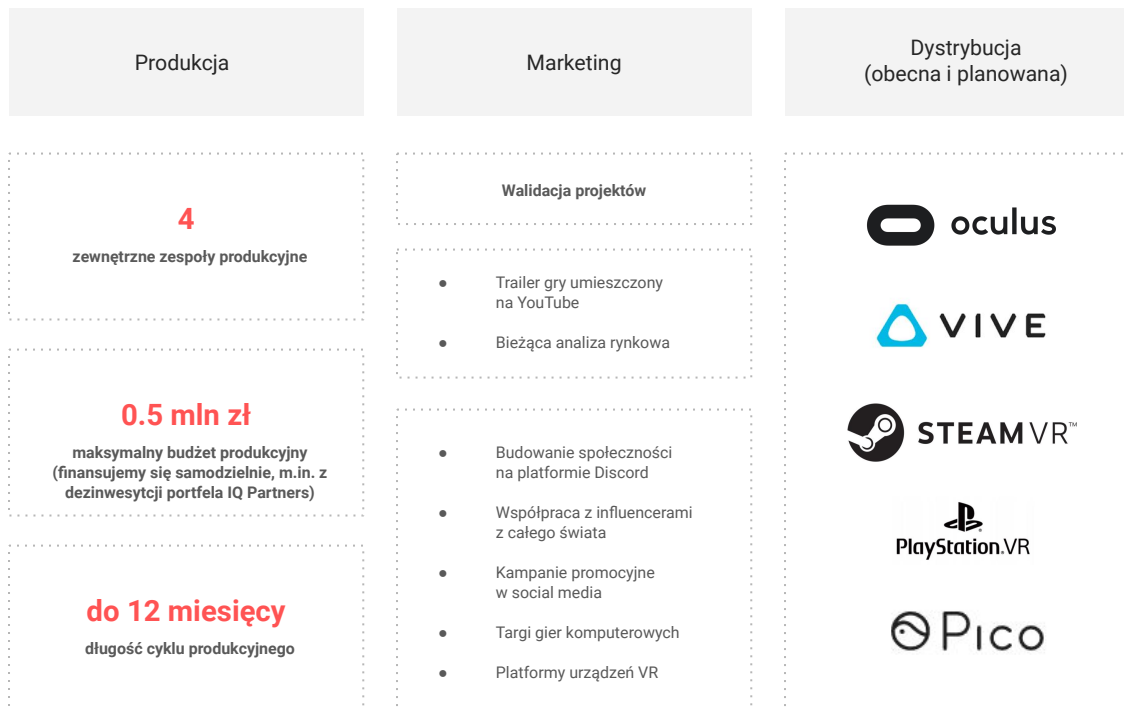 Produkcja
4
zewnętrzne zespoły produkcyjne
0.5 mln zł
maksymalny budżet produkcyjny
(finansujemy się samodzielnie, m.in. z
dezinwesytcji portfela IQ Partners)
do 12 miesięcy
długość cyklu produkcyjnego
Marketing
Walidacja projektów
● Trailer gry umieszczony
na YouTube
● Bieżąca analiza rynkowa
● Budowanie społeczności
na platformie Discord
● Współpraca z influencerami
z całego świata
● Kampanie promocyjne
w social media
● Targi gier komputerowych
● Platformy urządzeń VR
Dystrybucja
(obecna i planowana)
oculus
VIVE
STEAMVR™
PlayStation.VR
Pico